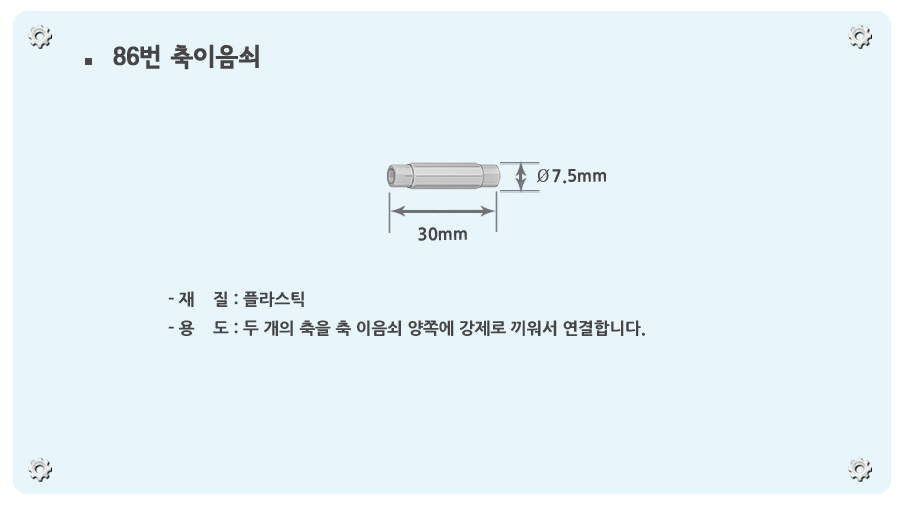 ▪ 86번 축이음쇠
Ø7.5mm
30mm
- 재 질 : 플라스틱
- 용 도 : 두 개의 축을 축 이음쇠 양쪽에 강제로 끼워서 연결합니다.